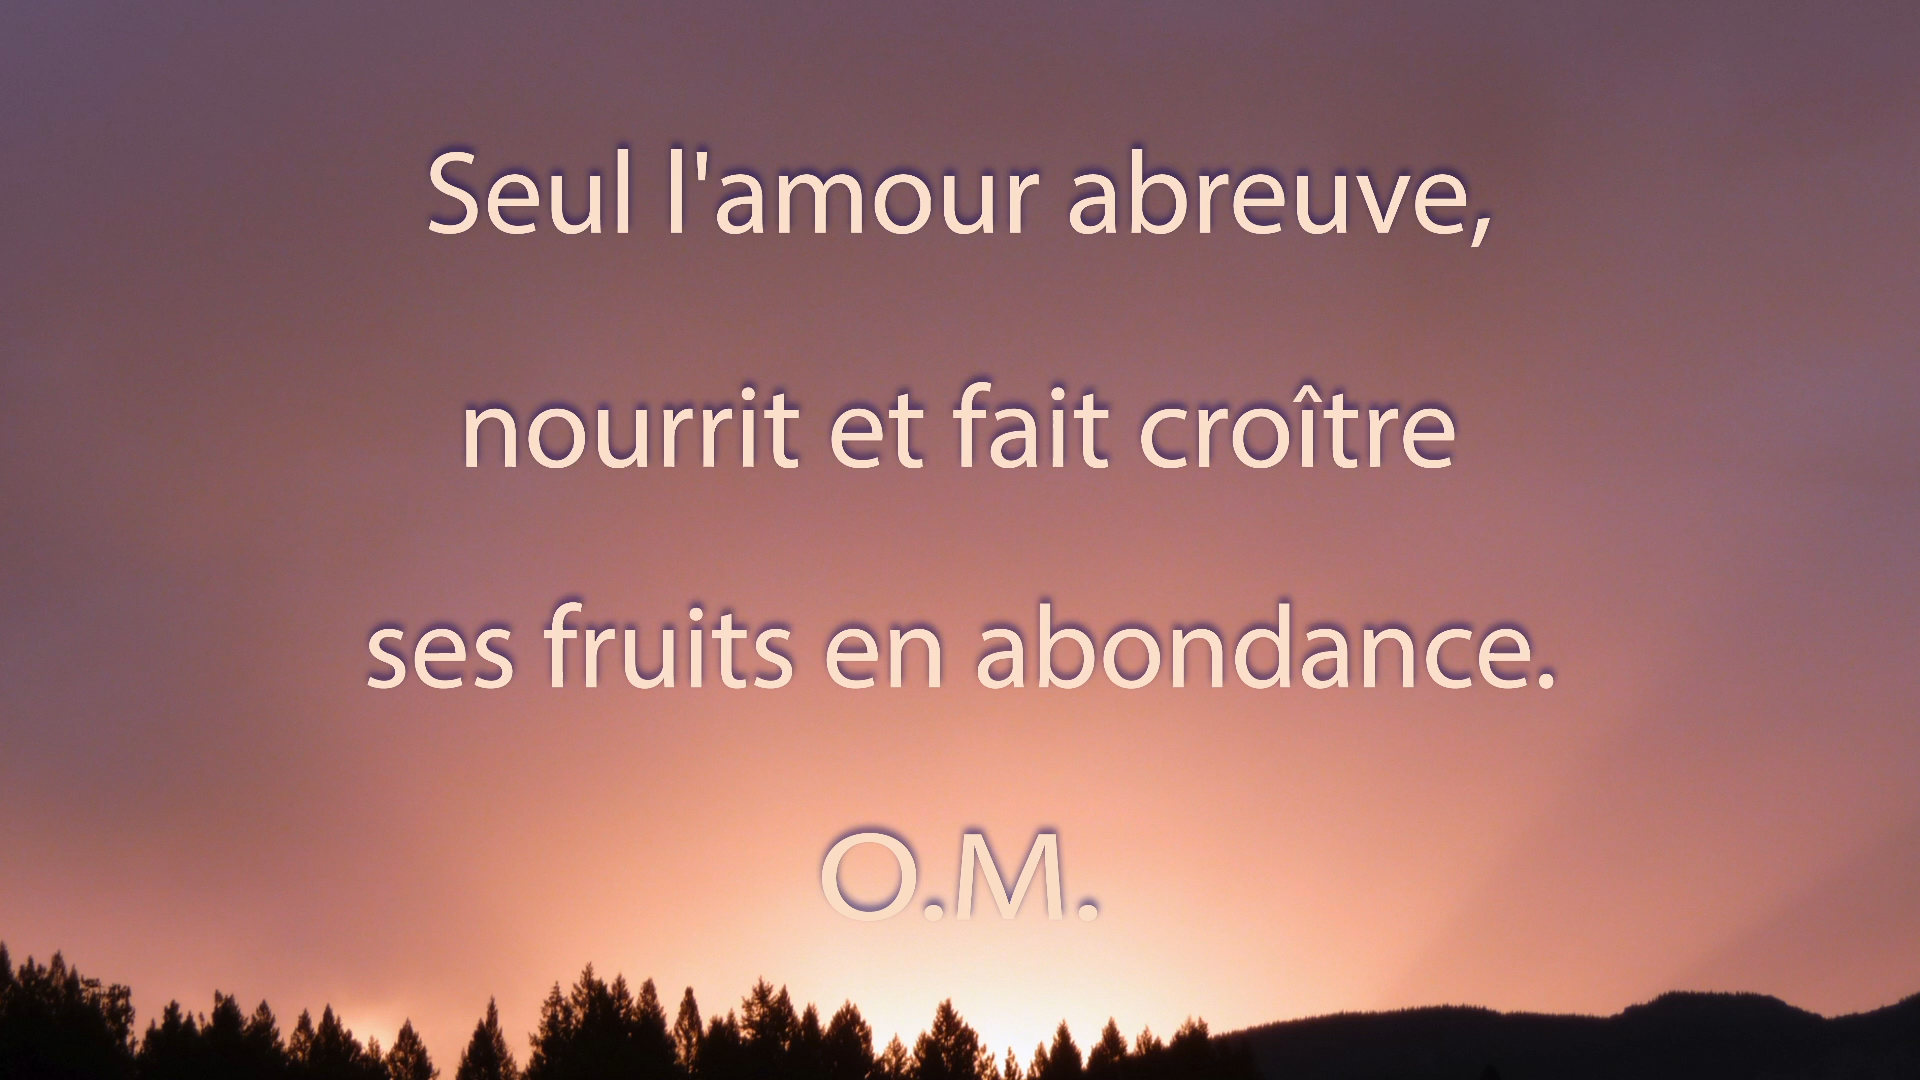 Seul l'amour abreuve,
nourrit et fait croître
ses fruits en abondance.
O.M.